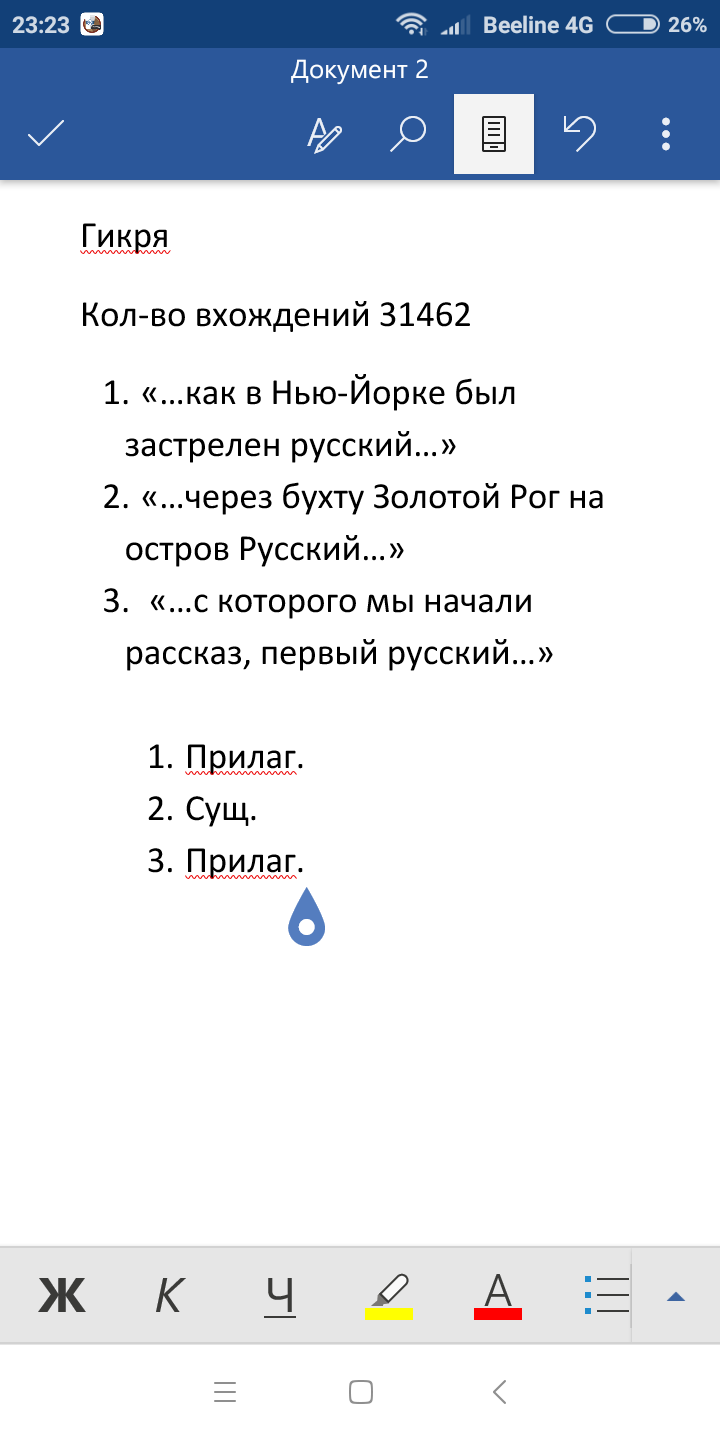 23:23 Beeline 4G 26%
Документ 2
Гикря
Кол-во вхождений 31462
1. «...как в Нью-Йорке был
застрелен русский...»
2. «...через бухту Золотой Рог на
остров Русский...»
3. «...с которого мы начали
рассказ, первый русский...»
1. Прилаг.
2. Сущ.
3. Прилаг.
Ж К Ч А